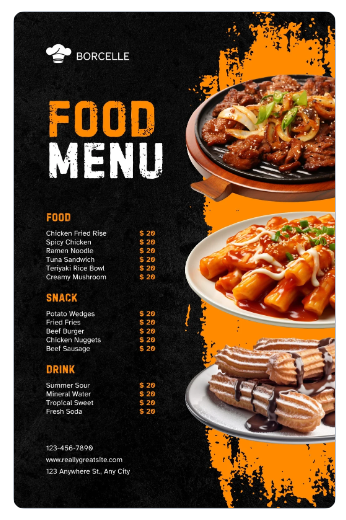 BORCELLE
FOOD
MENU
FOOD
Chicken Fried Rise $ 20
Spicy Chicken $ 20
Ramen Noodle $ 20
Tuna Sandwich $ 20
Teriyaki Rice Bowl $ 20
Creamy Mushroom $ 20
SNACK
Potato Wedgas $ 20
Fried Fries $ 20
Beef Burger $ 20
Chicken Nuggets $ 20
Beef Sausage $ 20
DRINK
Summer Sour $ 20
Mineral Water $ 20
Tropical Sweet $ 20
Fresh Soda $ 20
123-456-7890
www.reallygreatsite.com
123 Anywhere St., Any City